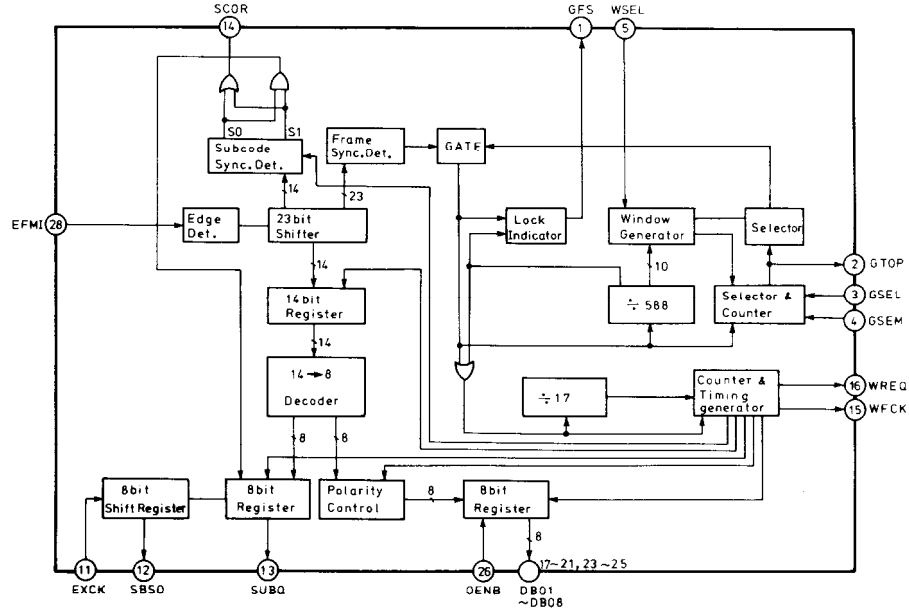 SCOR
14
GFS
1
WSEL
5
S0
S1
Subcode
Sync. Det.
Frame
Sync. Det.
GATE
14
23
EFMI
28
Edge
Det.
23bit
Shifter
Lock
Indicator
Window
Generator
Selector
2
GTOP
14
10
14bit
Register
÷ 588
Selector &
Counter
3
GSEL
4
GSEM
14
14→8
Decoder
÷ 17
Counter &
Timing
generator
16
WREQ
15
WFCK
8
8
8bit
Shift Register
8bit
Register
Polarity
Control
8
8bit
Register
8
11
EXCK
12
SBSO
13
SUBQ
26
OENB
17~21, 23~25
DB01
~DB08